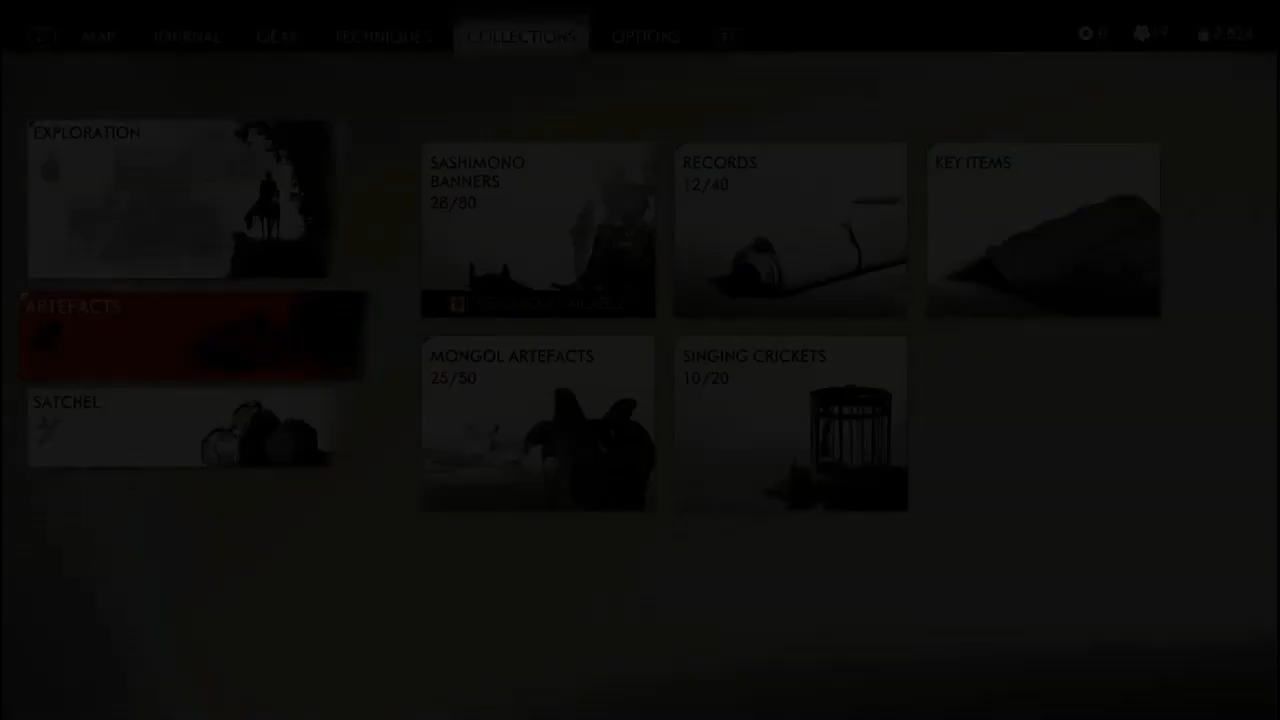 MAP JOURNAL GEAR TECHNIQUES COLLECTIONS OPTIONS
EXPLORATION
ARTEFACTS
SATCHEL
SASHIMONO
BANNERS
28/80
RECORDS
12/40
KEY ITEMS
MONGOL ARTEFACTS
25/50
SINGING CRICKETS
10/20